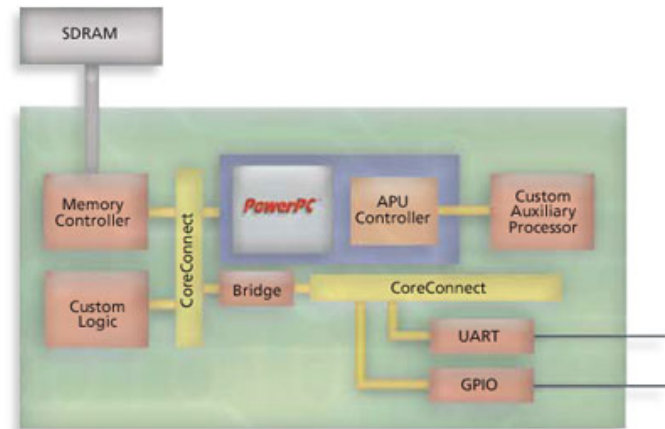 SDRAM
Memory
Controller
CoreConnect
PowerPC
APU
Controller
Custom
Auxiliary
Processor
Custom
Logic
Bridge
CoreConnect
UART
GPIO